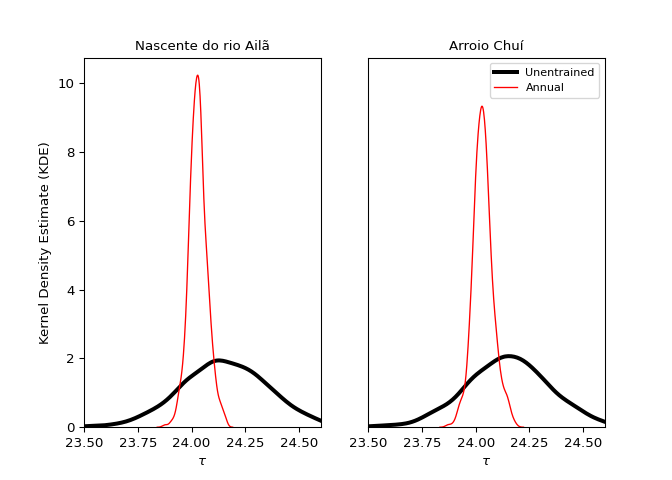 Nascente do rio Ailã
Arroio Chuí
Unentrained
Annual
Kernel Density Estimate (KDE)
10
8
6
4
2
0
23.50 23.75 24.00 24.25 24.50
23.50 23.75 24.00 24.25 24.50
τ
τ